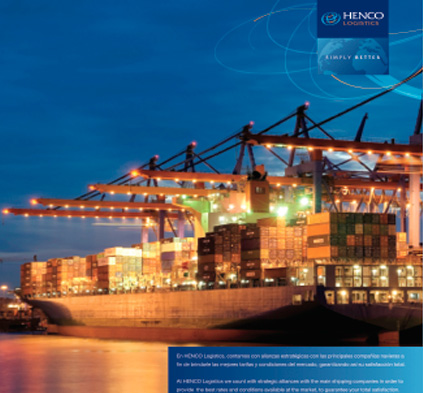 HENCO
LOGISTICS
SIMPLY BETTER
En HENCO Logistics, contamos con alianzas estratégicas con las principales compañías navieras a
fin de brindarle las mejores tarifas y condiciones del mercado, garantizando así su satisfacción total.
At HENCO Logistics we count with strategic alliances with the main shipping companies in order to
provide the best rates and conditions available at the market, to guarantee your total satisfaction.